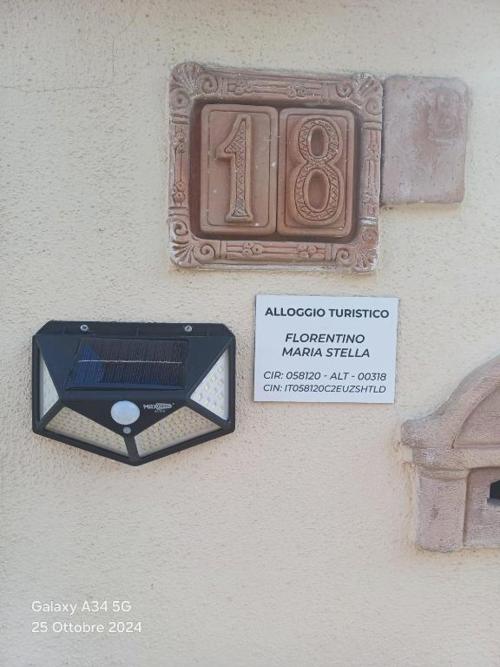 18
ALLOGGIO TURISTICO
FLORENTINO
MARIA STELLA
CIR: 058120 - ALT - 00318
CIN: IT058120C2EUZSHTLD
Galaxy A34 5G
25 Ottobre 2024